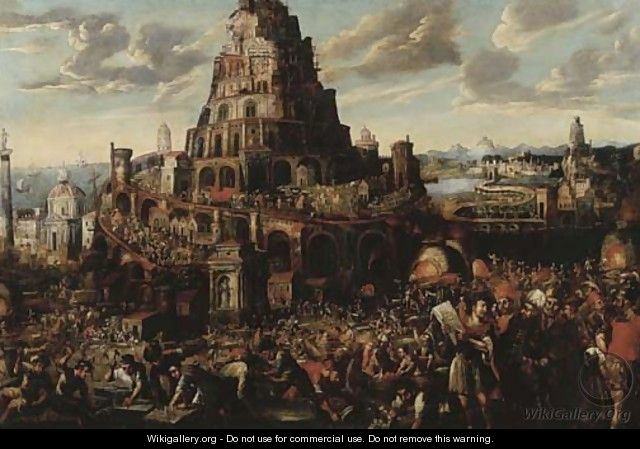 WikiGallery.Org
Wikigallery.org - Do not use for commercial use. Do not remove this warning.